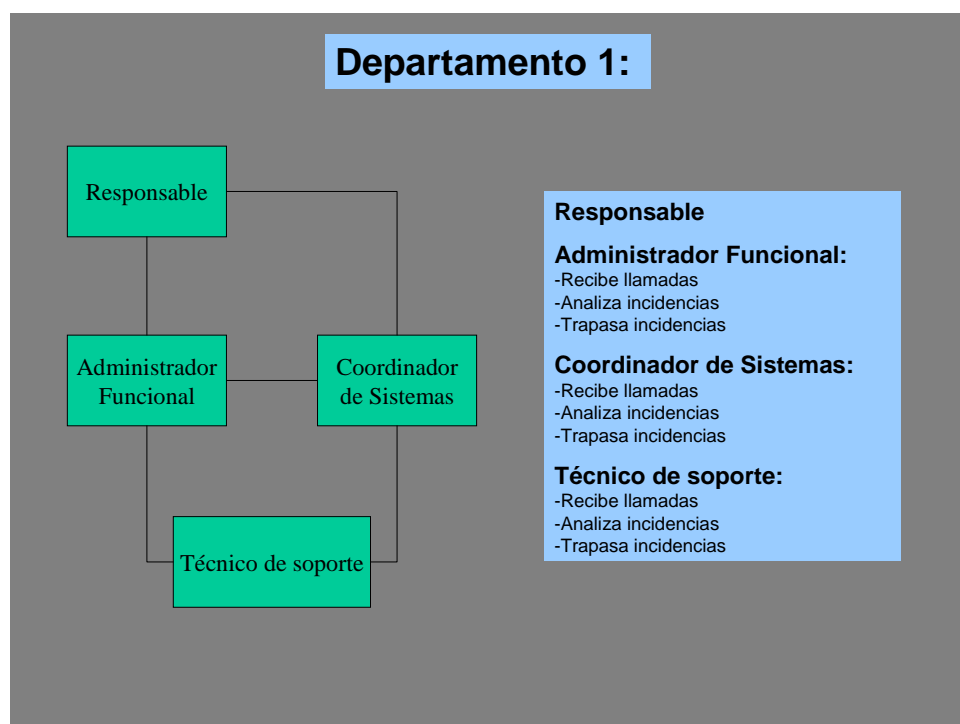 Departamento 1:
Responsable
Administrador
Funcional
Coordinador
de Sistemas
Técnico de soporte
Responsable
Administrador Funcional:
-Recibe llamadas
-Analiza incidencias
-Trapasa incidencias
Coordinador de Sistemas:
-Recibe llamadas
-Analiza incidencias
-Trapasa incidencias
Técnico de soporte:
-Recibe llamadas
-Analiza incidencias
-Trapasa incidencias